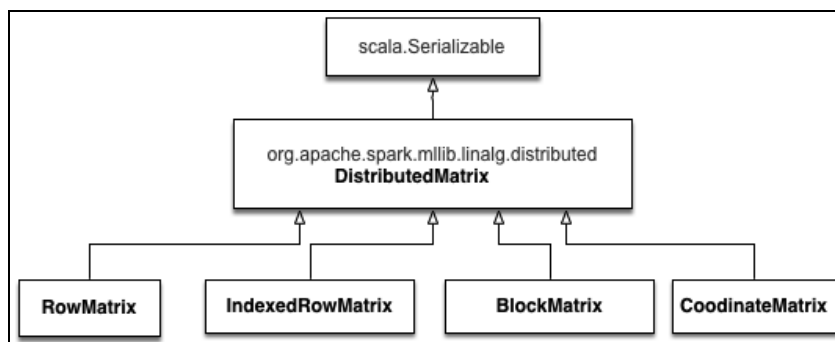 scala.Serializable
org.apache.spark.mllib.linalg.distributed
DistributedMatrix
RowMatrix
IndexedRowMatrix
BlockMatrix
CoodinateMatrix